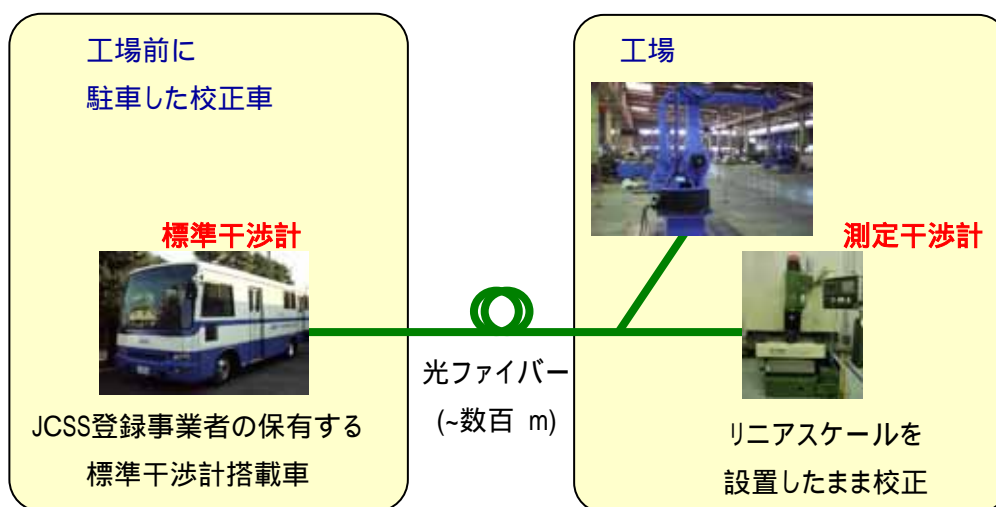 工場前に
駐車した校正車
標準干渉計
JCSS登録事業者の保有する
標準干渉計搭載車
光ファイバー
(~数百 m)
工場
測定干渉計
リニアスケールを
設置したまま校正